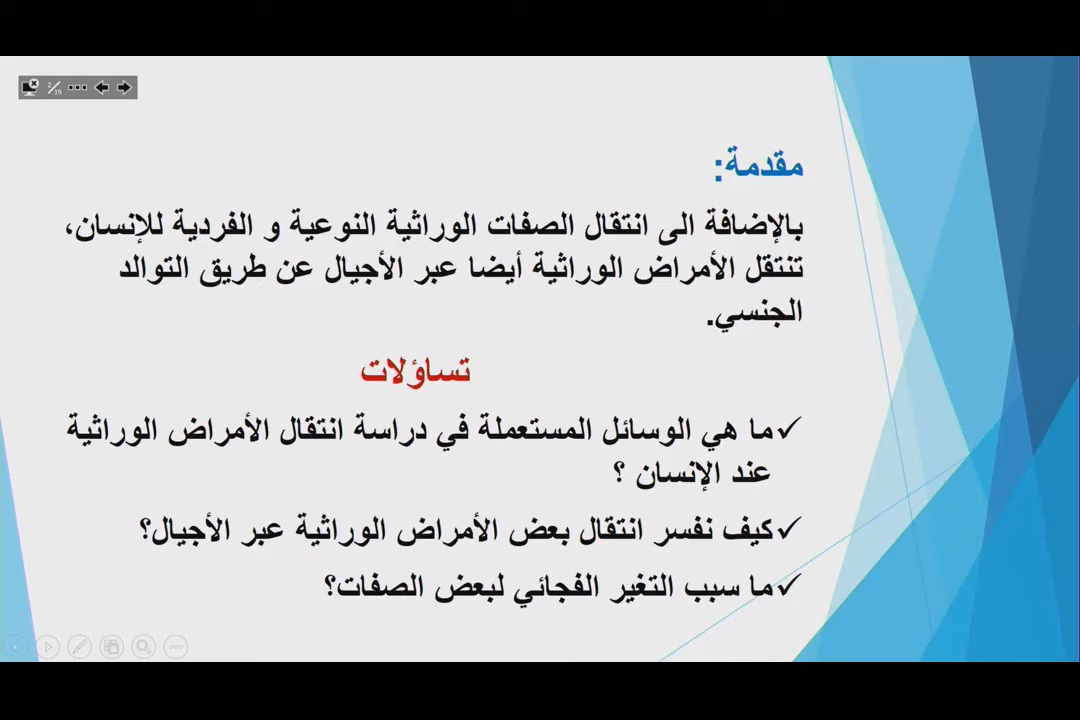 2/19
مقدمة:
بالإضافة الى انتقال الصفات الوراثية النوعية و الفردية للإنسان،
تنتقل الأمراض الوراثية أيضا عبر الأجيال عن طريق التوالد
الجنسي.
تساؤلات
✓ما هي الوسائل المستعملة في دراسة انتقال الأمراض الوراثية
عند الإنسان ؟
✓كيف نفسر انتقال بعض الأمراض الوراثية عبر الأجيال؟
✓ما سبب التغير الفجائي لبعض الصفات؟